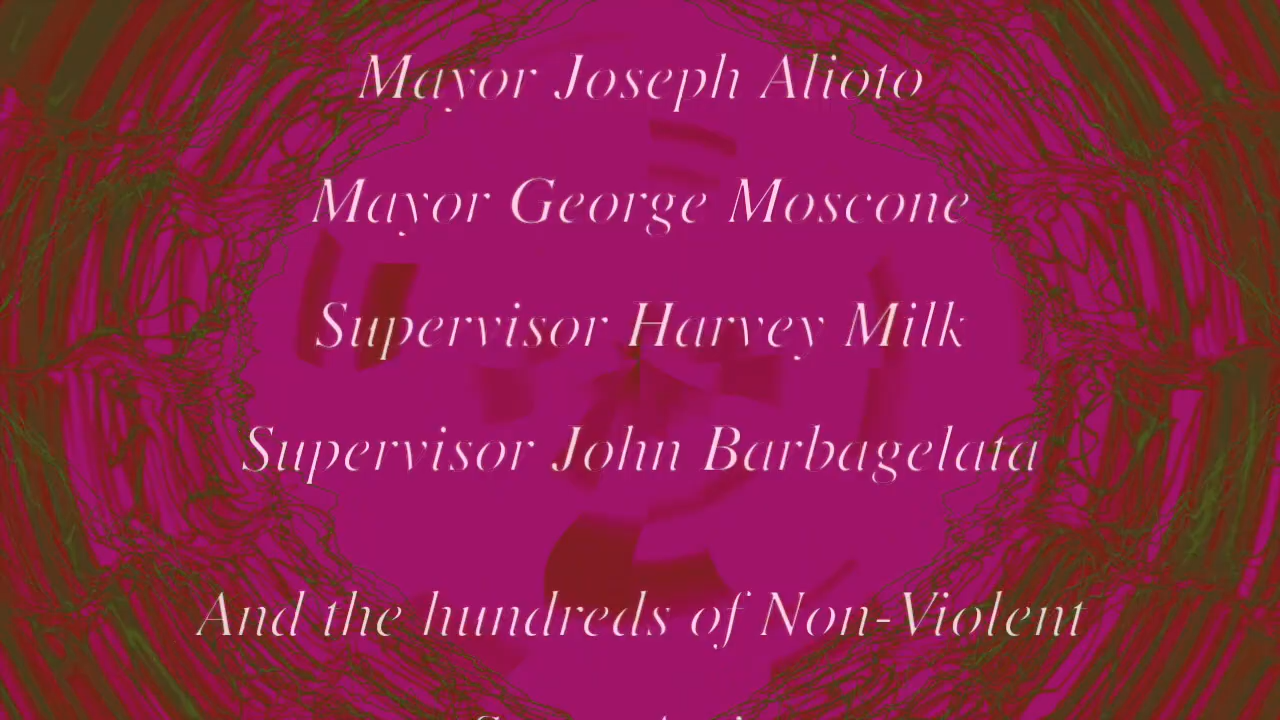 Mayor Joseph Alioto
Mayor George Moscone
Supervisor Harvey Milk
Supervisor John Barbagelata
And the hundreds of Non-Violent